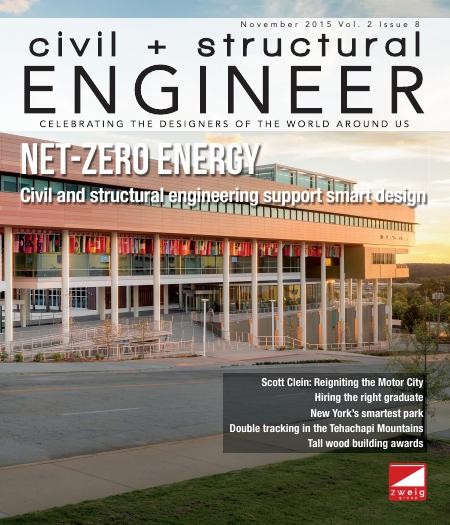 November 2015 Vol. 2 Issue 8
civil + structural
ENGINEER
CELEBRATING THE DESIGNERS OF THE WORLD AROUND US
NET-ZERO ENERGY
Civil and structural engineering support smart design
Scott Clein: Reigniting the Motor City
Hiring the right graduate
New York's smartest park
Double tracking in the Tehachapi Mountains
Tall wood building awards
zweig
group